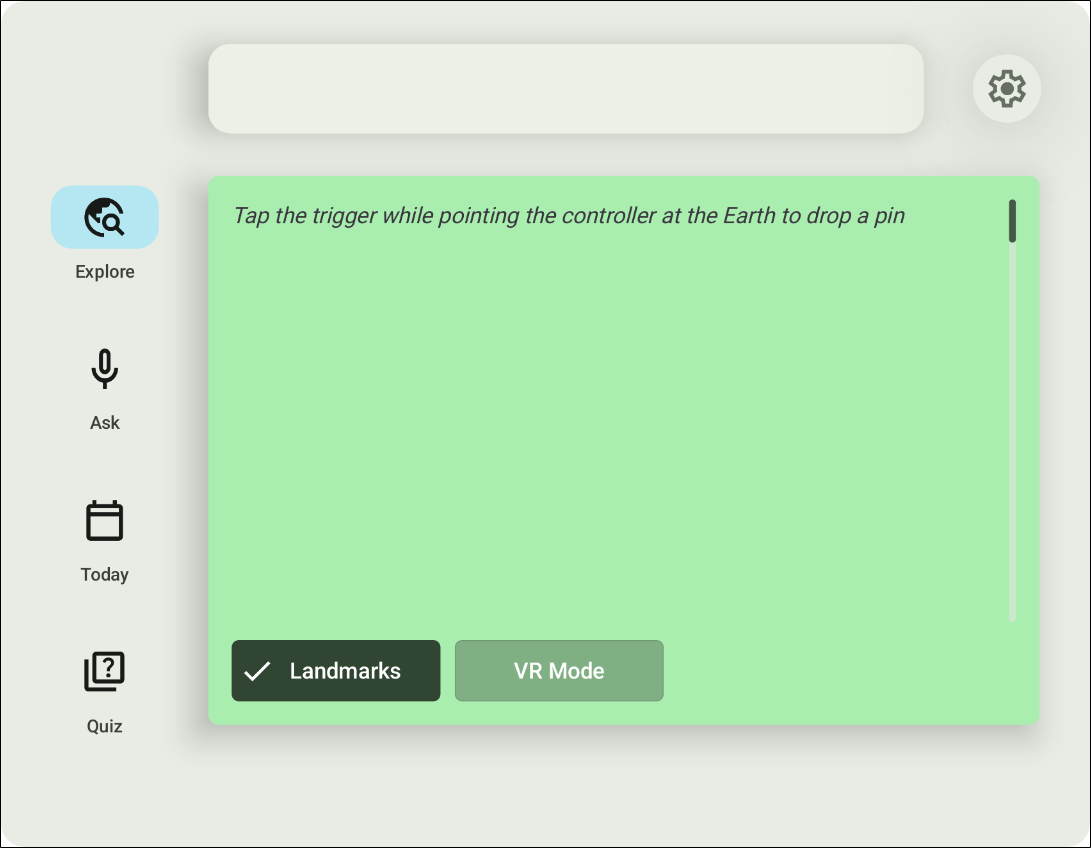 Tap the trigger while pointing the controller at the Earth to drop a pin
Explore
Ask
Today
Quiz
Landmarks
VR Mode